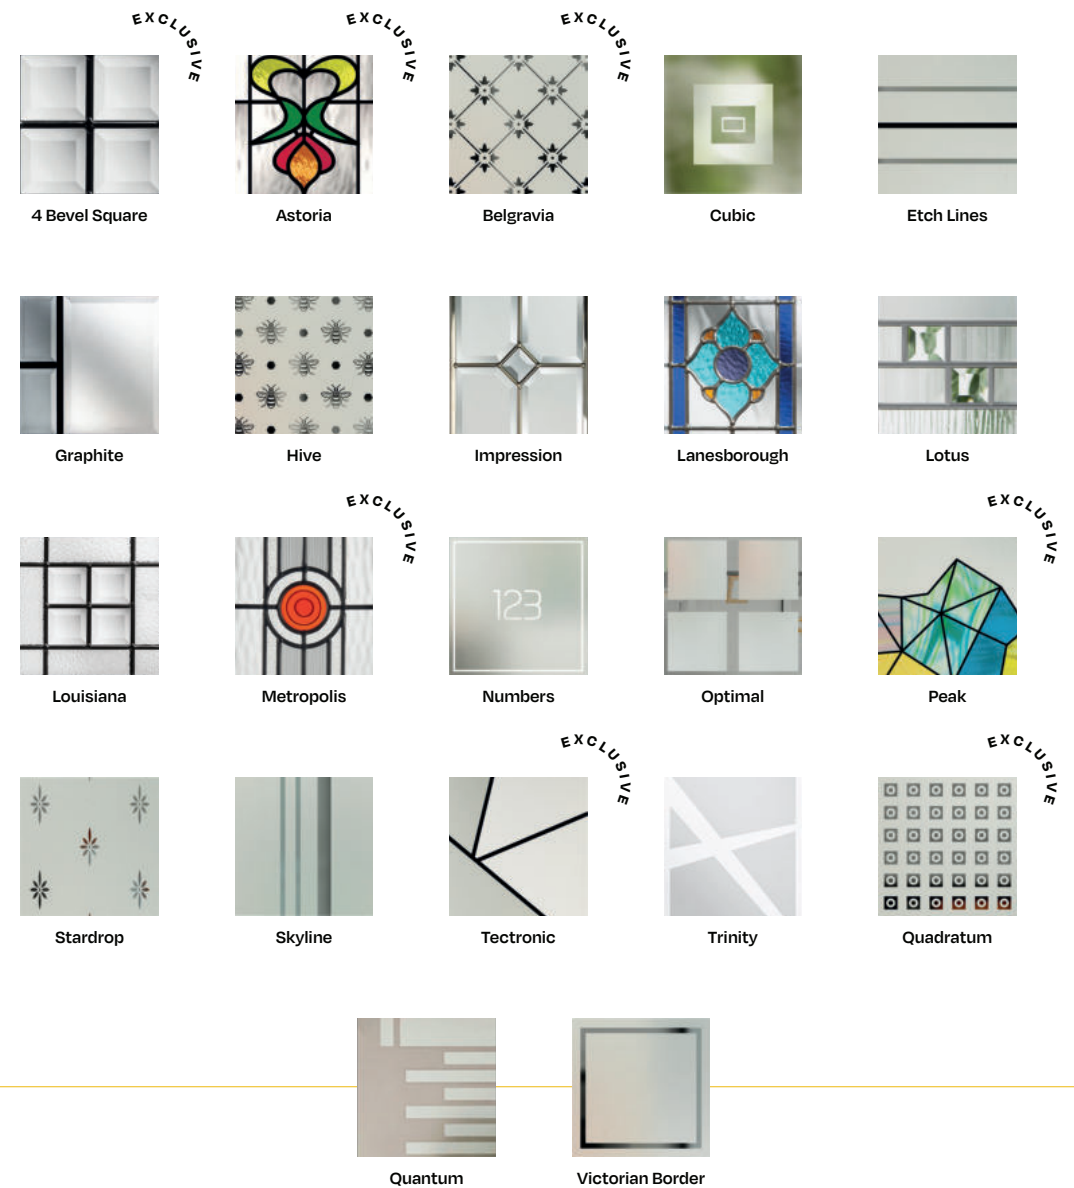 EXCLUSIVE
EXCLUSIVE
EXCLUSIVE
4 Bevel Square
Astoria
Belgravia
Cubic
Etch Lines
Graphite
Hive
Impression
Lanesborough
Lotus
EXCLUSIVE
EXCLUSIVE
123
Louisiana
Metropolis
Numbers
Optimal
Peak
EXCLUSIVE
EXCLUSIVE
Stardrop
Skyline
Tectronic
Trinity
Quadratum
Quantum
Victorian Border